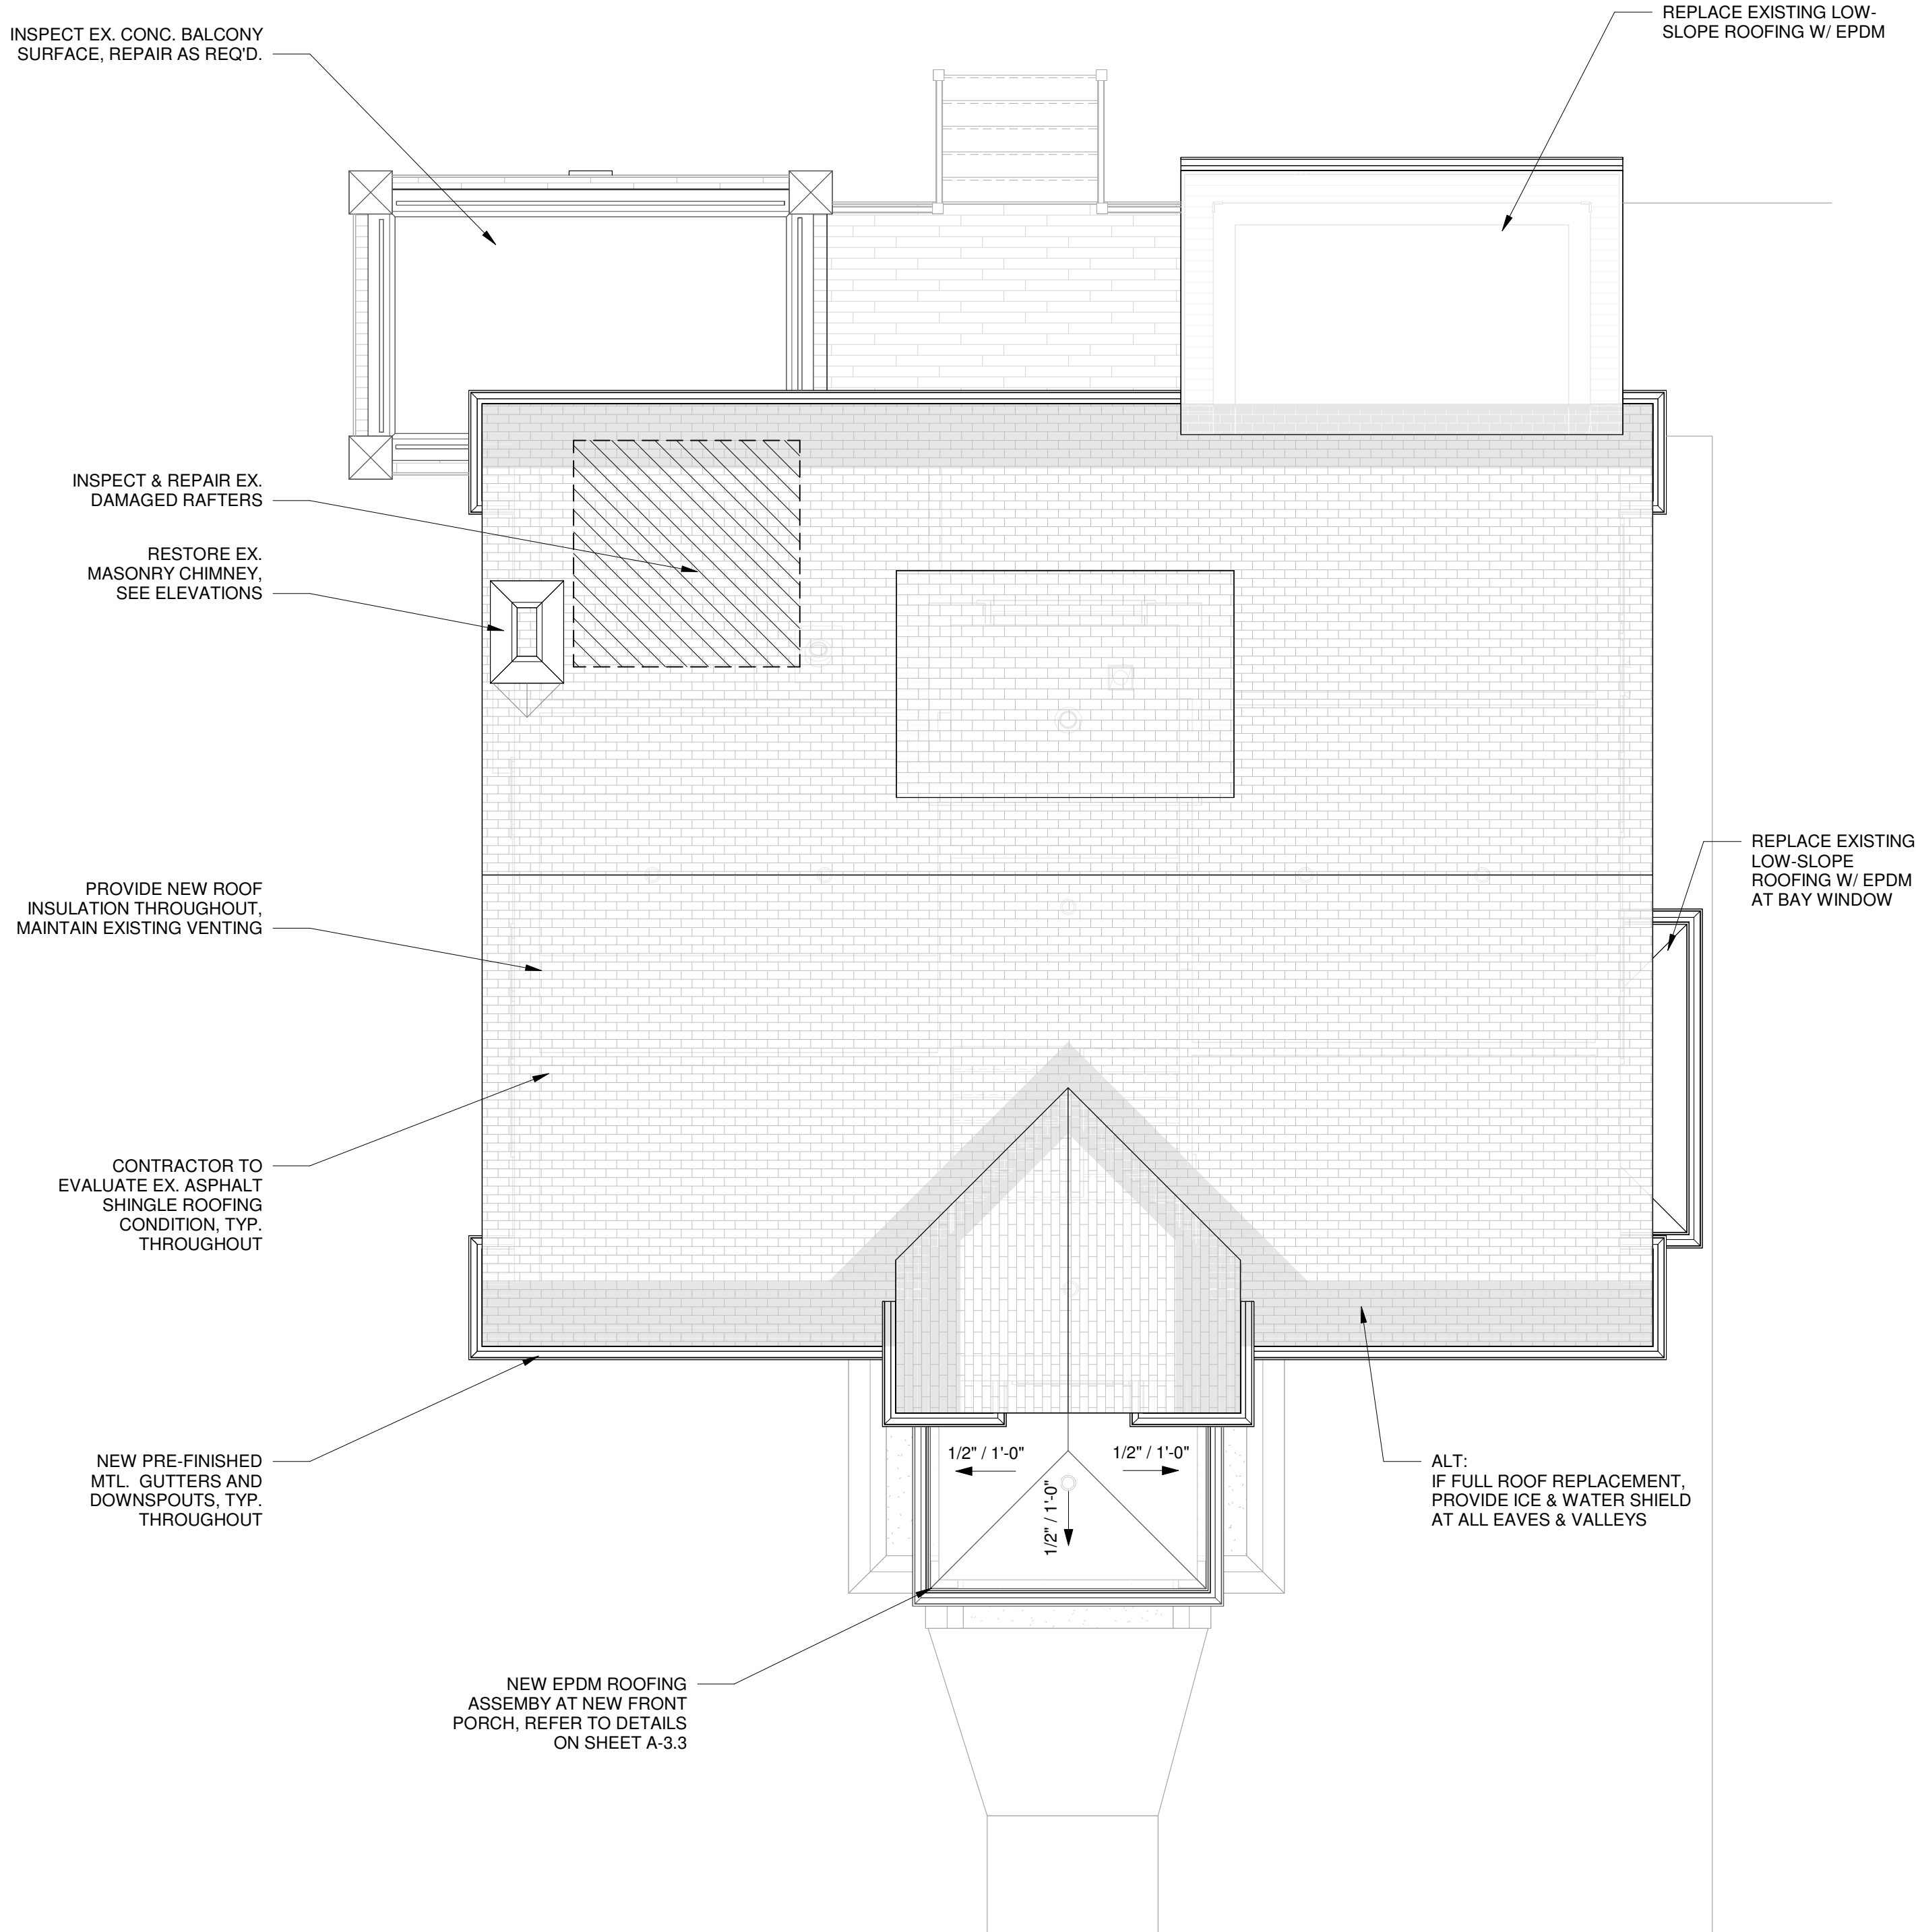 INSPECT EX. CONC. BALCONY
SURFACE, REPAIR AS REQ'D.
REPLACE EXISTING LOW-
SLOPE ROOFING W/ EPDM
INSPECT & REPAIR EX.
DAMAGED RAFTERS
RESTORE EX.
MASONRY CHIMNEY,
SEE ELEVATIONS
REPLACE EXISTING
LOW-SLOPE
ROOFING W/ EPDM
AT BAY WINDOW
PROVIDE NEW ROOF
INSULATION THROUGHOUT,
MAINTAIN EXISTING VENTING
CONTRACTOR TO
EVALUATE EX. ASPHALT
SHINGLE ROOFING
CONDITION, TYP.
THROUGHOUT
NEW PRE-FINISHED
MTL. GUTTERS AND
DOWNSPOUTS, TYP.
THROUGHOUT
1/2" / 1'-0"
1/2" / 1'-0"
1/2" / 1'-0"
ALT:
IF FULL ROOF REPLACEMENT,
PROVIDE ICE & WATER SHIELD
AT ALL EAVES & VALLEYS
NEW EPDM ROOFING
ASSEMBY AT NEW FRONT
PORCH, REFER TO DETAILS
ON SHEET A-3.3